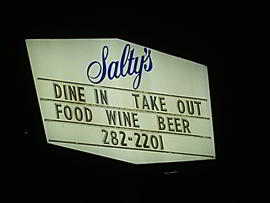 Salty's
DINE IN TAKE OUT
FOOD WINE BEER
282-2201